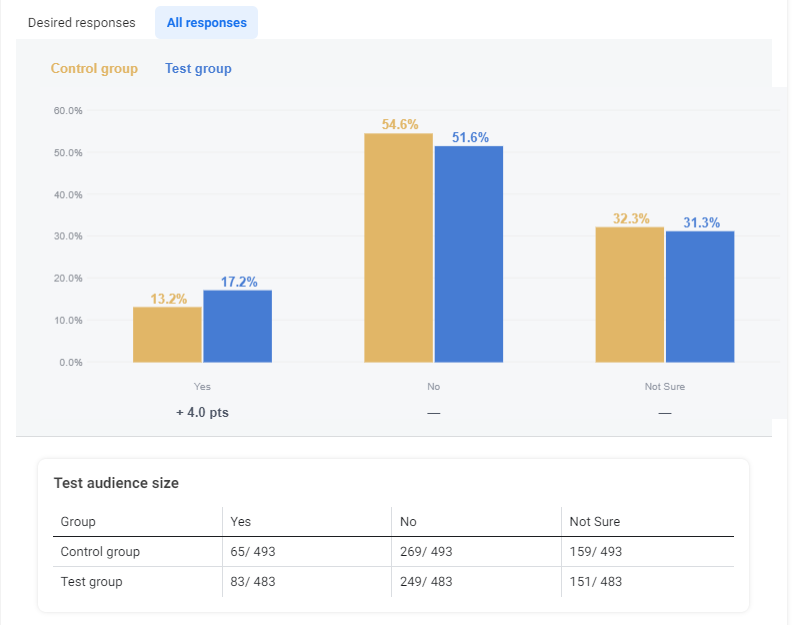 Desired responses All responses
Control group Test group
60.0%
54.6%
51.6%
50.0%
40.0%
32.3%
31.3%
30.0%
20.0%
17.2%
13.2%
10.0%
0.0%
Yes No Not Sure
+ 4.0 pts — —
Test audience size
Group Yes No Not Sure
Control group 65/ 493 269/ 493 159/ 493
Test group 83/ 483 249/ 483 151/ 483